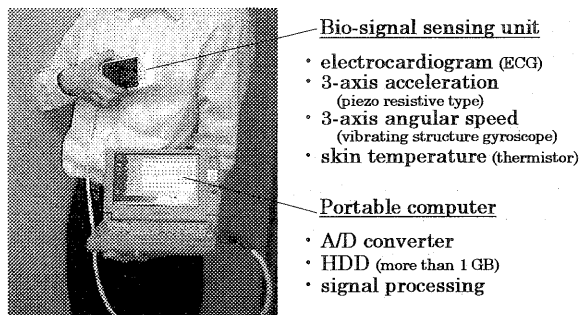 Bio-signal sensing unit
• electrocardiogram (ECG)
• 3-axis acceleration
(piezo resistive type)
• 3-axis angular speed
(vibrating structure gyroscope)
• skin temperature (thermistor)
Portable computer
• A/D converter
• HDD (more than 1 GB)
• signal processing